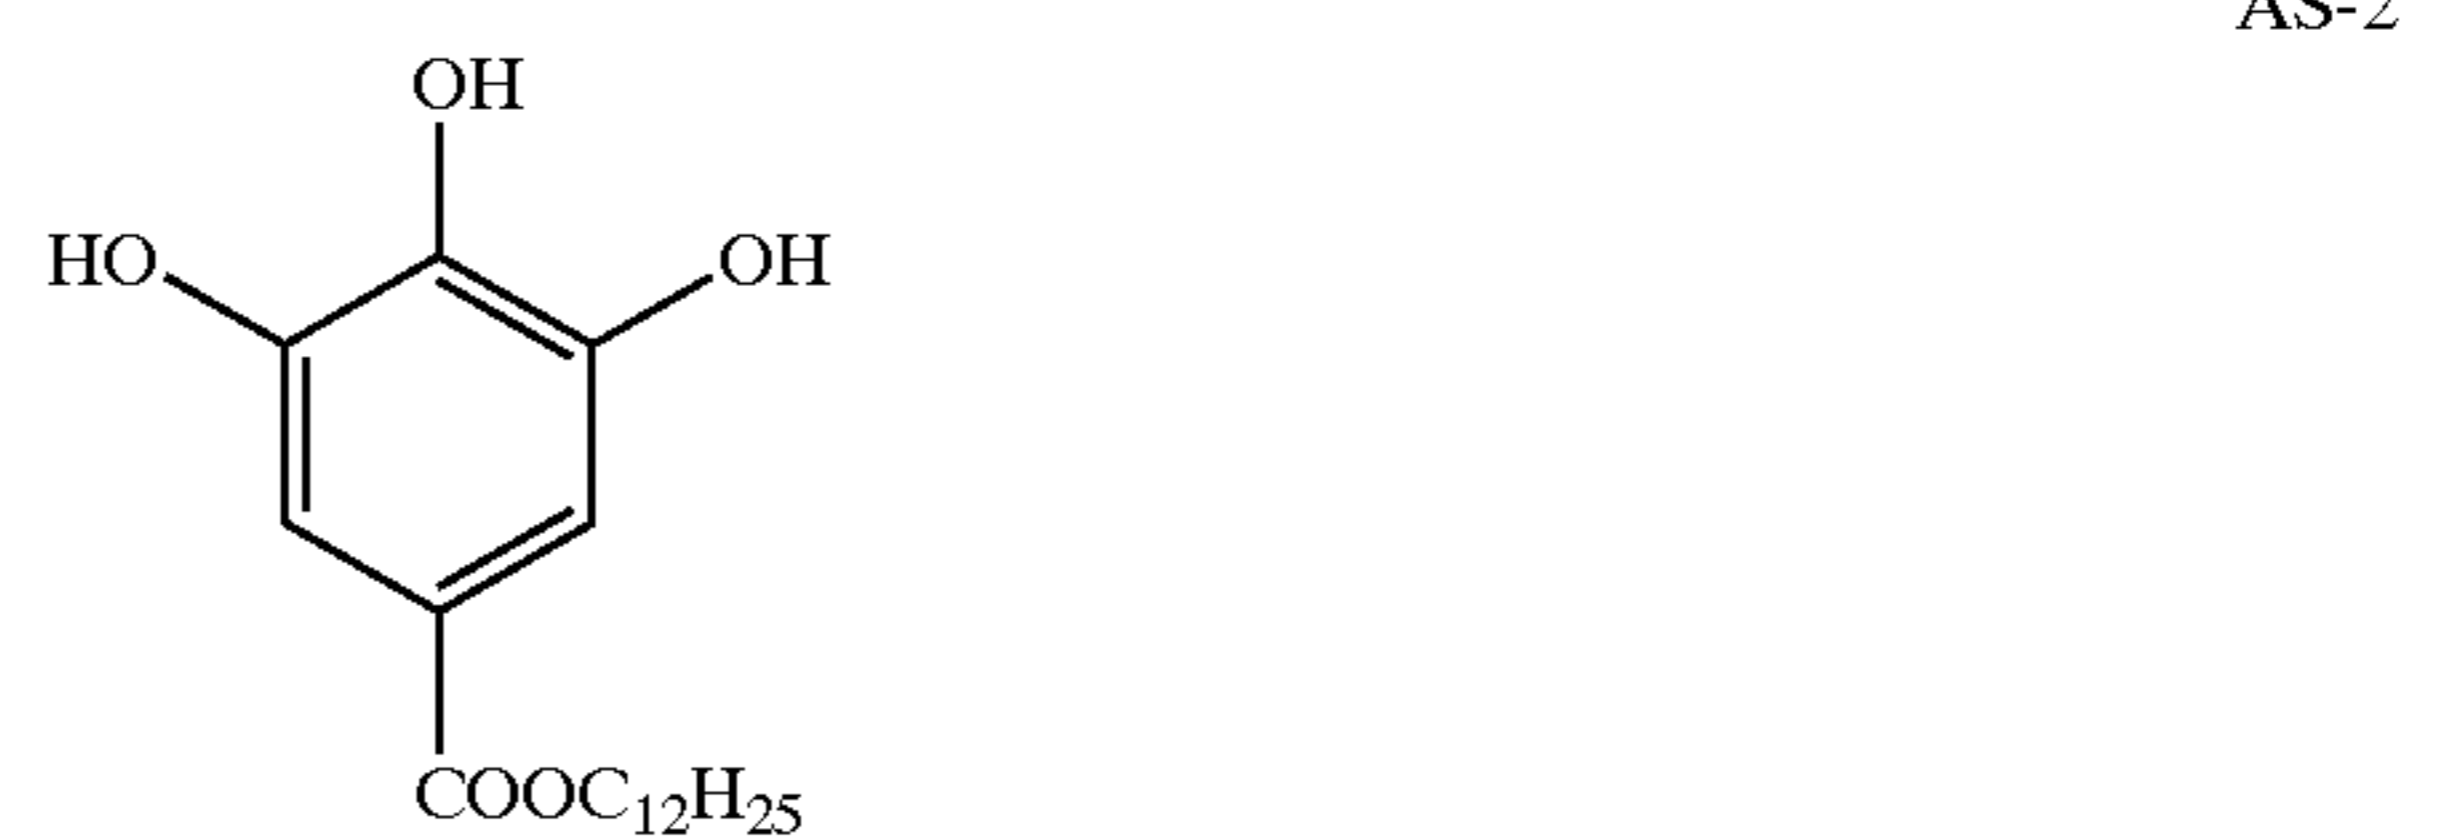 AS-2
OH
HO
OH
COOC₁₂H₂₅